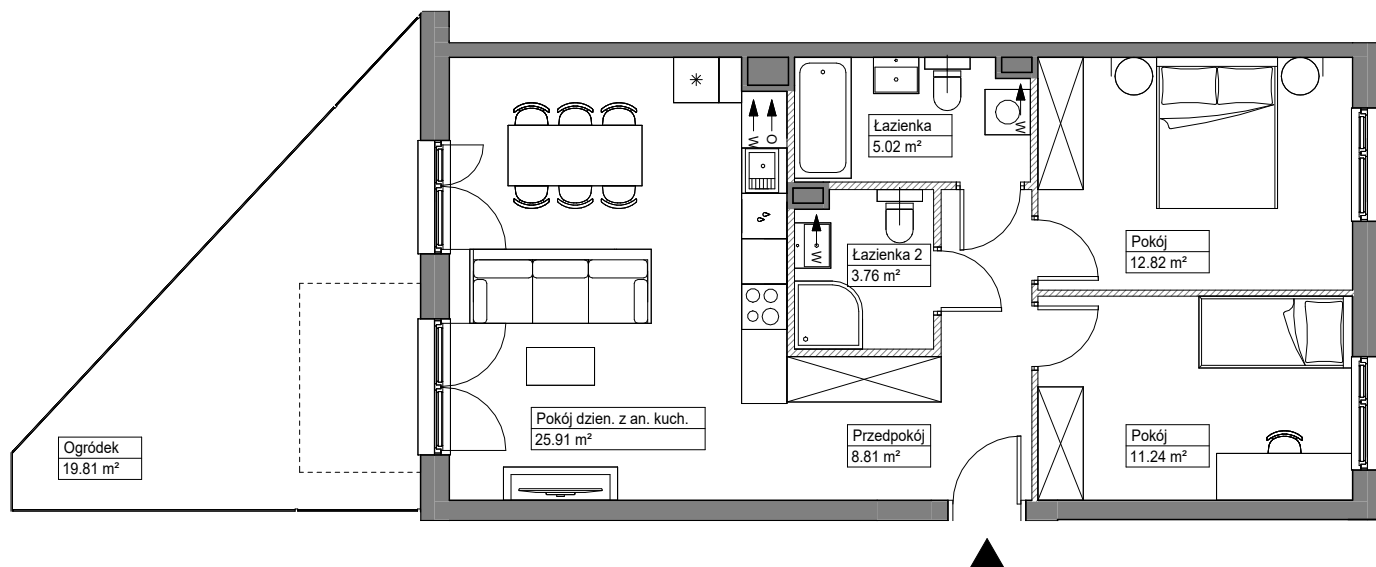 Łazienka
5.02 m²
Łazienka 2
3.76 m²
Pokój
12.82 m²
Pokój dzien. z an. kuch.
25.91 m²
Przedpokój
8.81 m²
Pokój
11.24 m²
Ogródek
19.81 m²
W
O
W
W